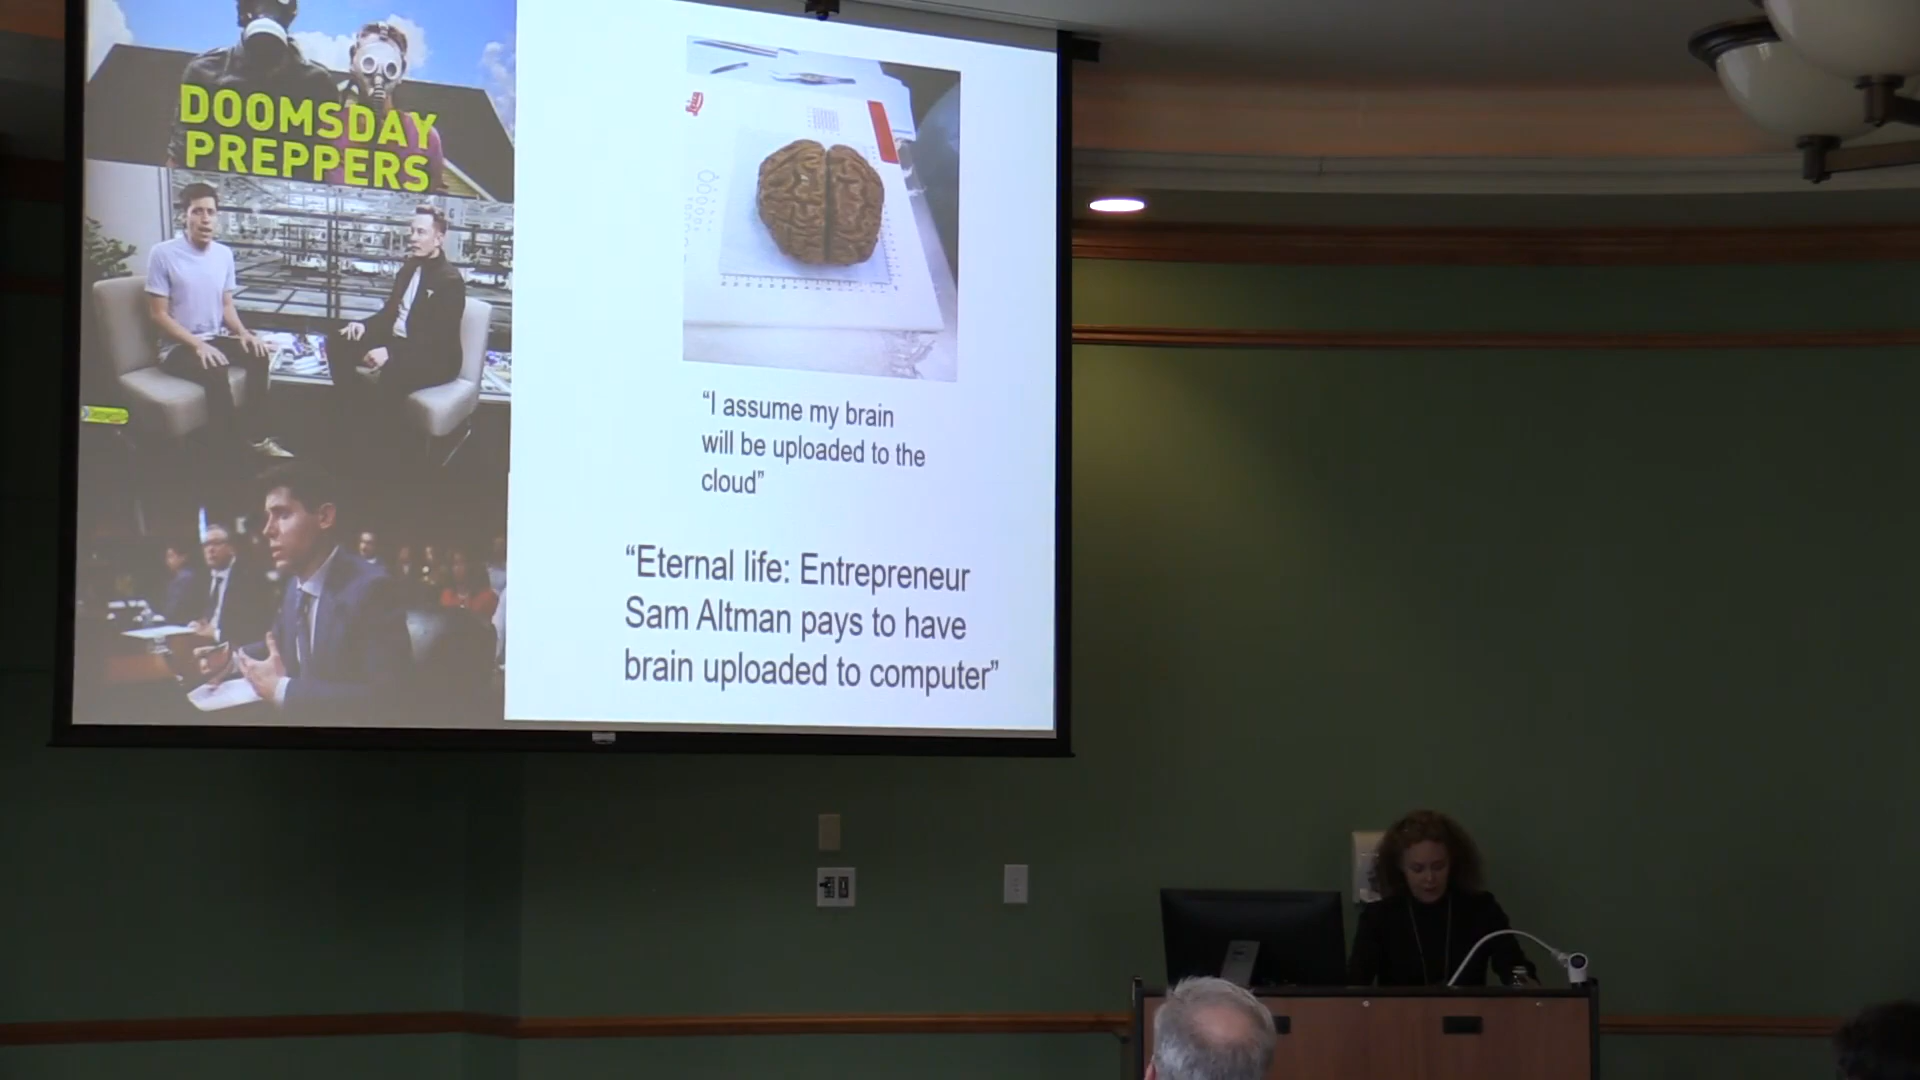 DOOMSDAY
PREPPERS
“I assume my brain
will be uploaded to the
cloud”
“Eternal life: Entrepreneur
Sam Altman pays to have
brain uploaded to computer”